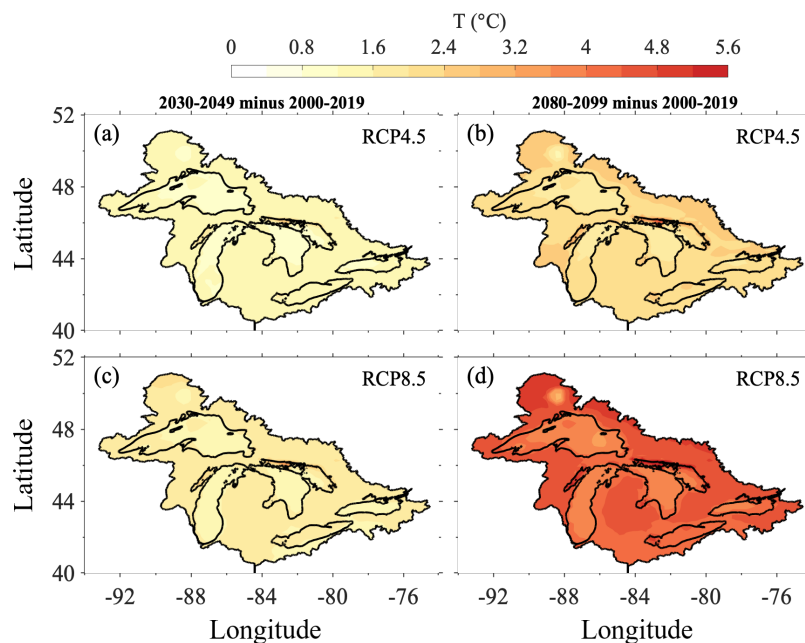 T (°C)
0 0.8 1.6 2.4 3.2 4 4.8 5.6
2030-2049 minus 2000-2019
2080-2099 minus 2000-2019
52
48
44
40
Latitude
(a)
RCP4.5
(b)
RCP4.5
52
48
44
40
Latitude
(c)
RCP8.5
(d)
RCP8.5
-92 -88 -84 -80 -76
-92 -88 -84 -80 -76
Longitude
Longitude